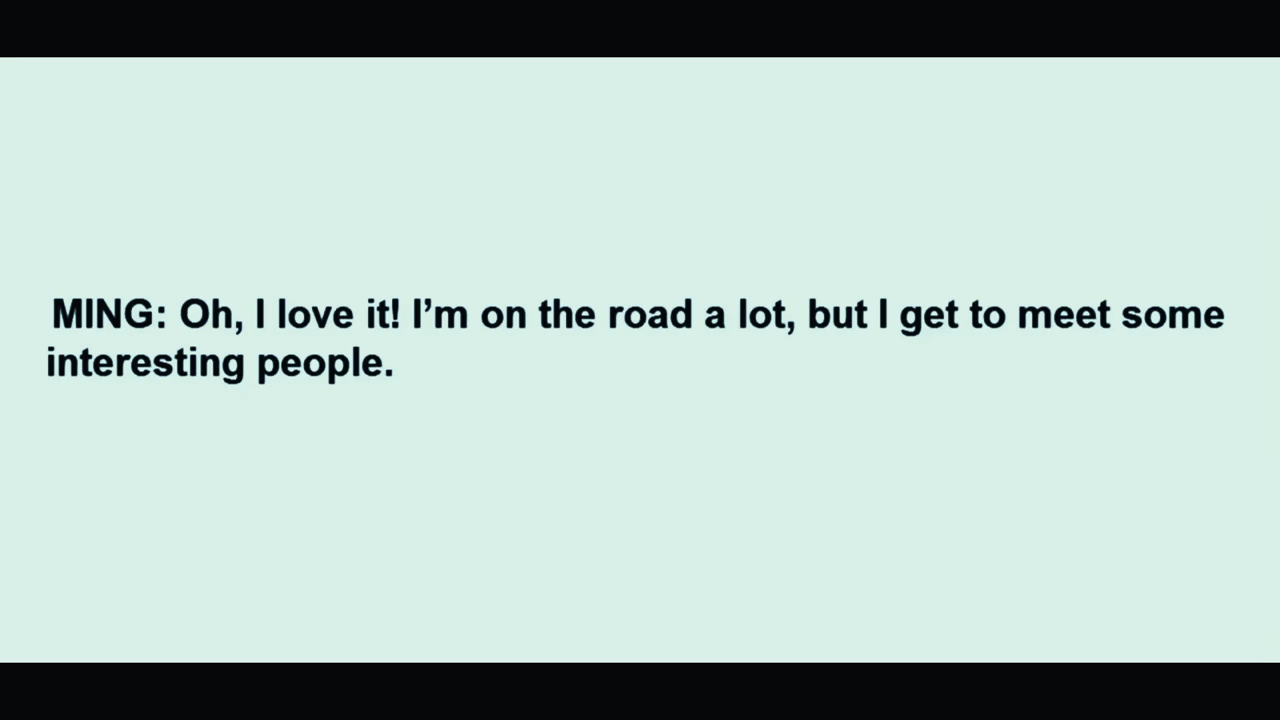 MING: Oh, I love it! I’m on the road a lot, but I get to meet some
interesting people.